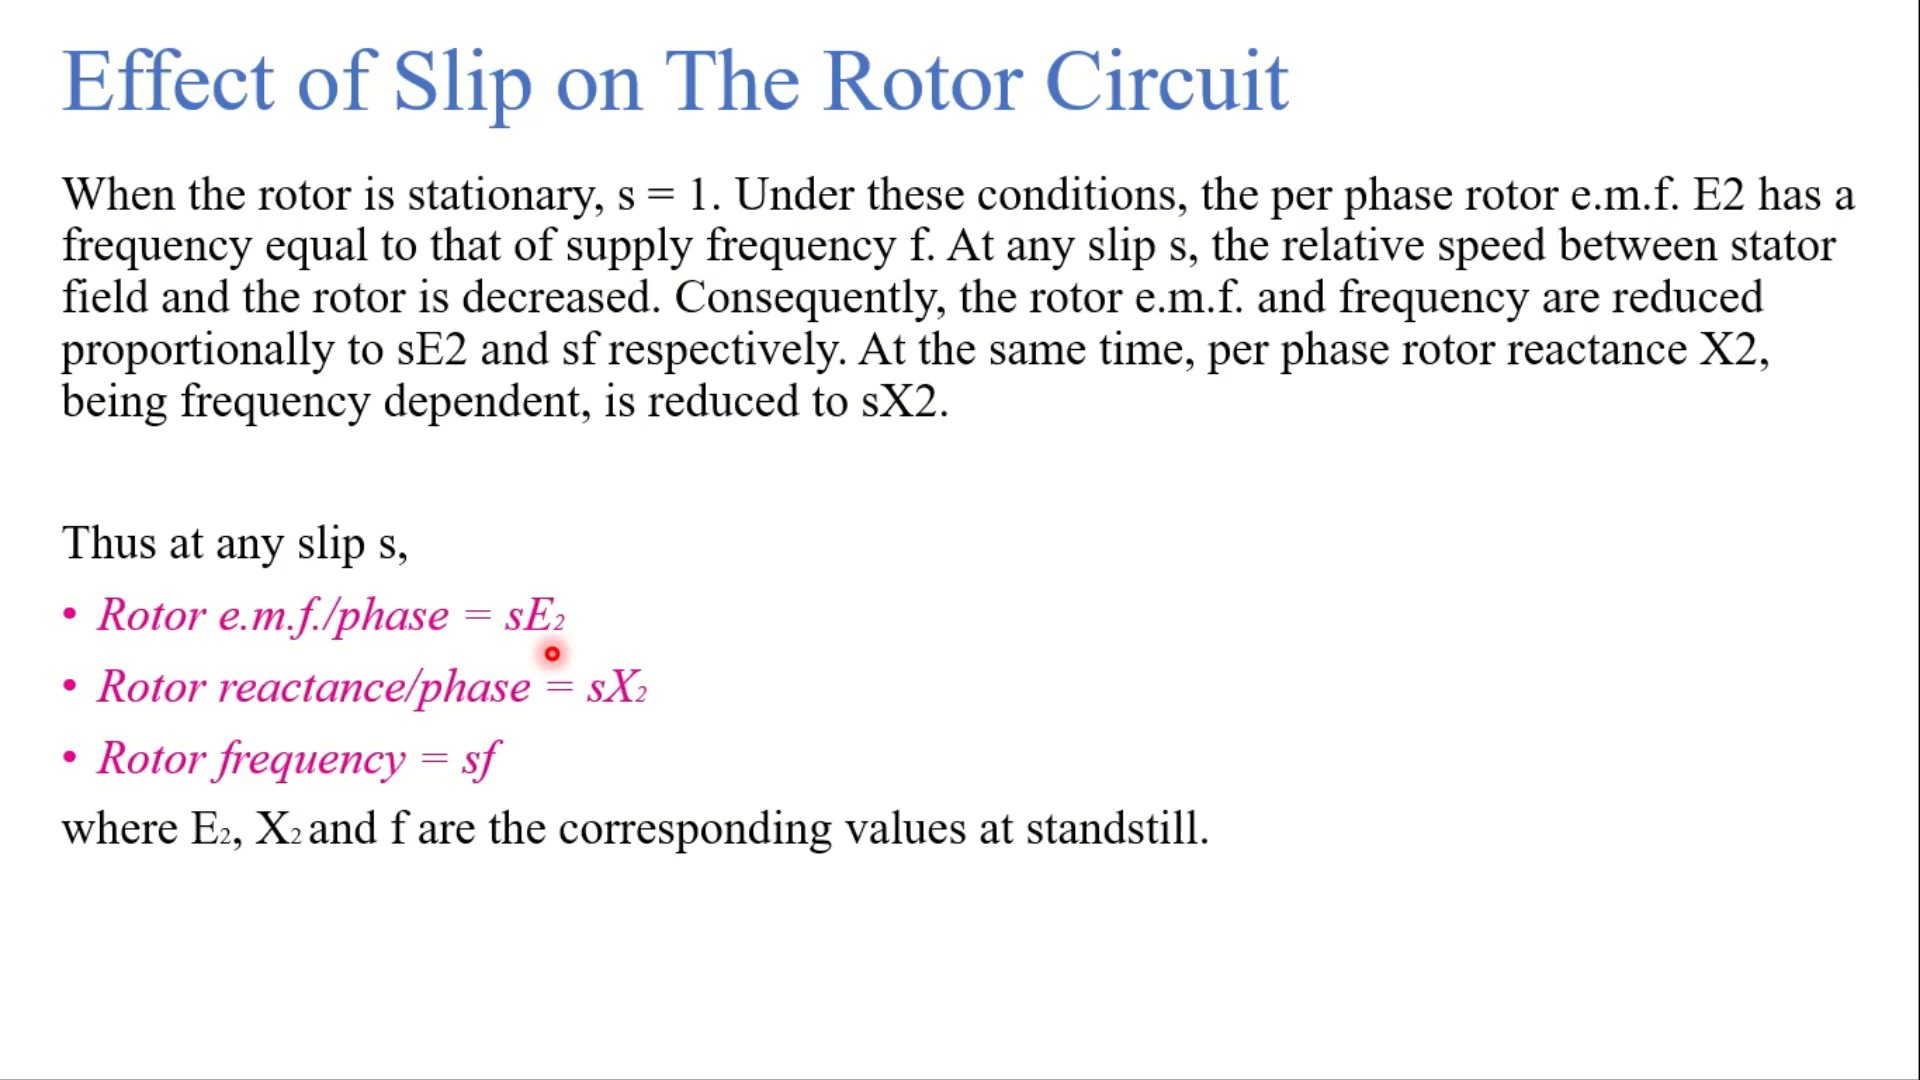 Effect of Slip on The Rotor Circuit
When the rotor is stationary, s = 1. Under these conditions, the per phase rotor e.m.f. E2 has a
frequency equal to that of supply frequency f. At any slip s, the relative speed between stator
field and the rotor is decreased. Consequently, the rotor e.m.f. and frequency are reduced
proportionally to sE2 and sf respectively. At the same time, per phase rotor reactance X2,
being frequency dependent, is reduced to sX2.
Thus at any slip s,
• Rotor e.m.f./phase = sE₂
• Rotor reactance/phase = sX₂
• Rotor frequency = sf
where E₂, X₂ and f are the corresponding values at standstill.